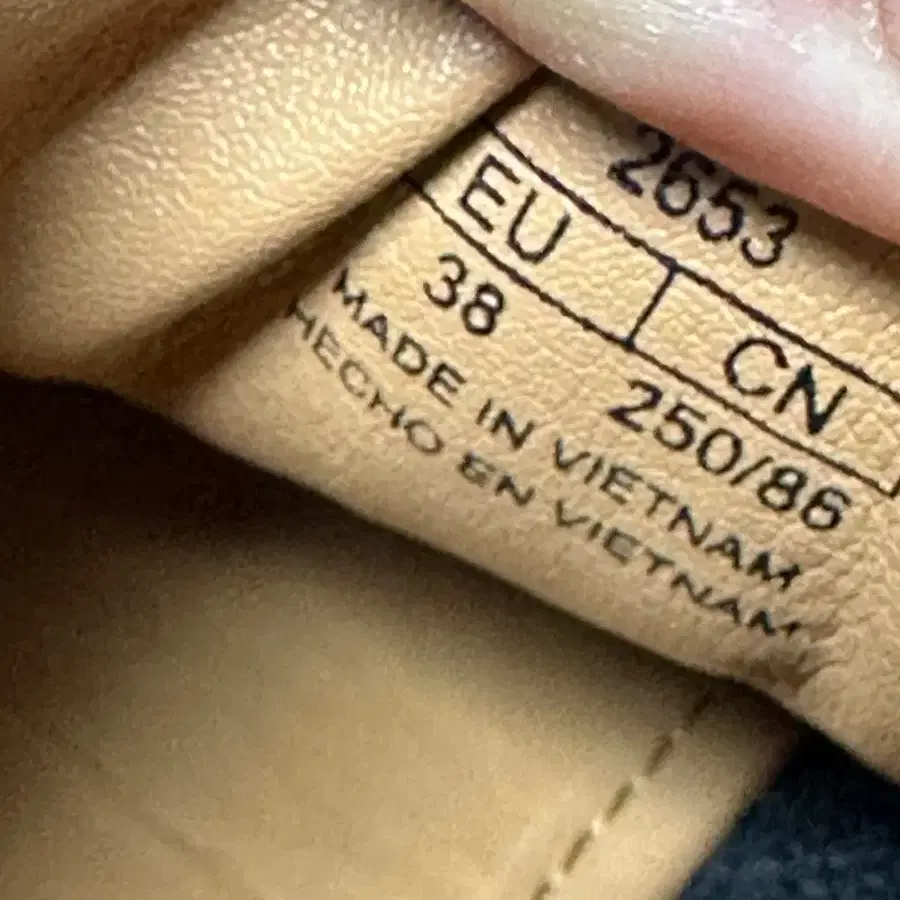 2653
EU CN
38 250/86
MADE IN VIETNAM
HECHO EN VIETNAM